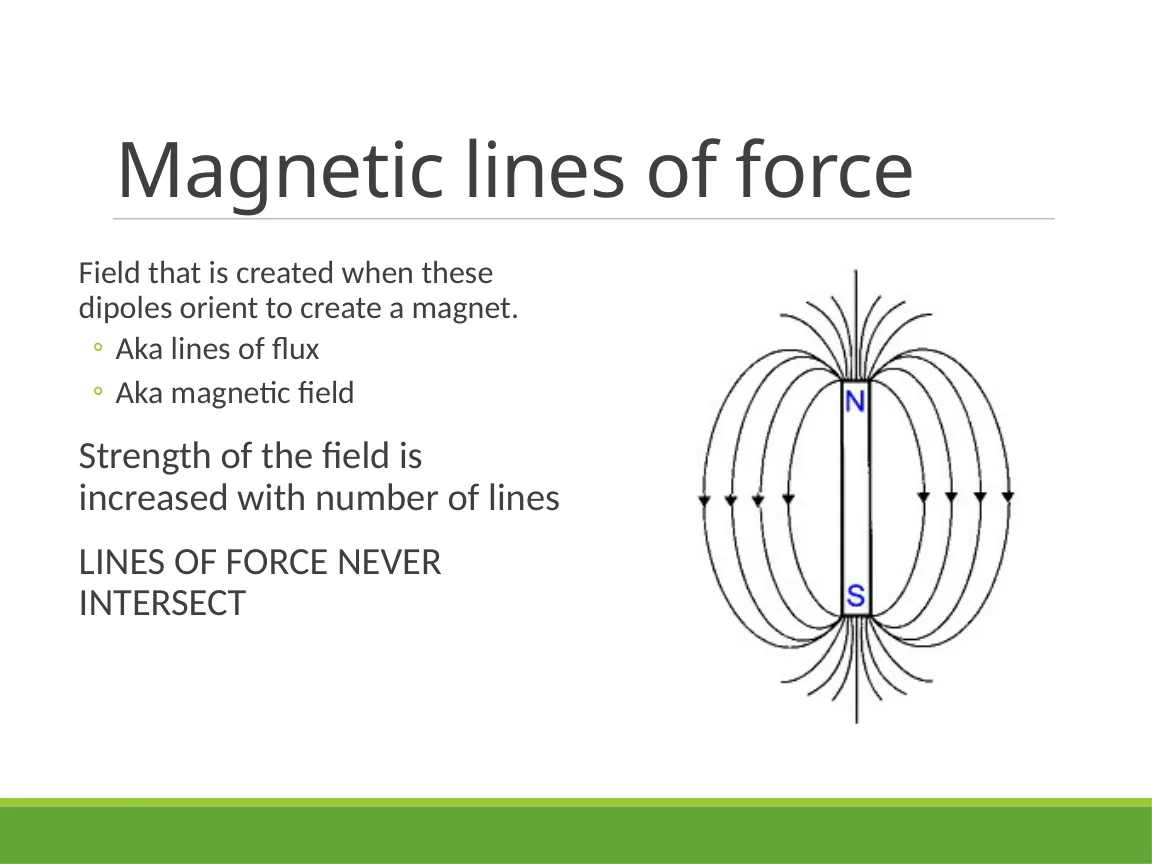 Magnetic lines of force
Field that is created when these
dipoles orient to create a magnet.
Aka lines of flux
Aka magnetic field
Strength of the field is
increased with number of lines
LINES OF FORCE NEVER
INTERSECT
N
S